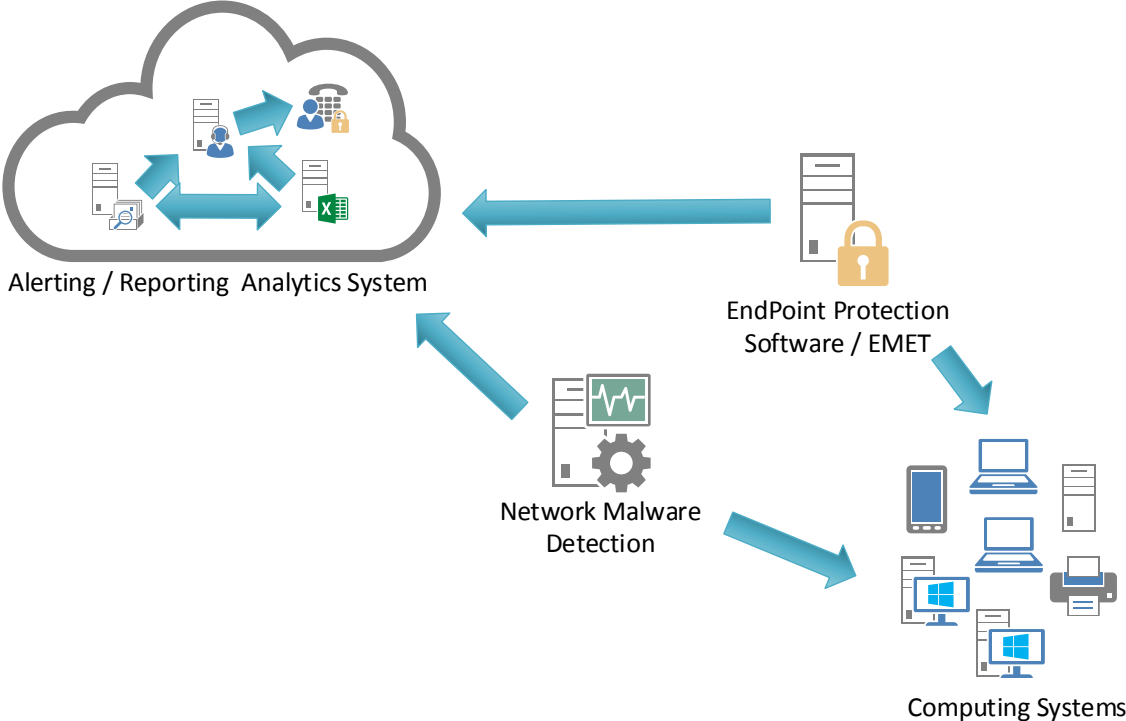 Alerting / Reporting  Analytics System
EndPoint Protection
Software / EMET
Network Malware
Detection
Computing Systems